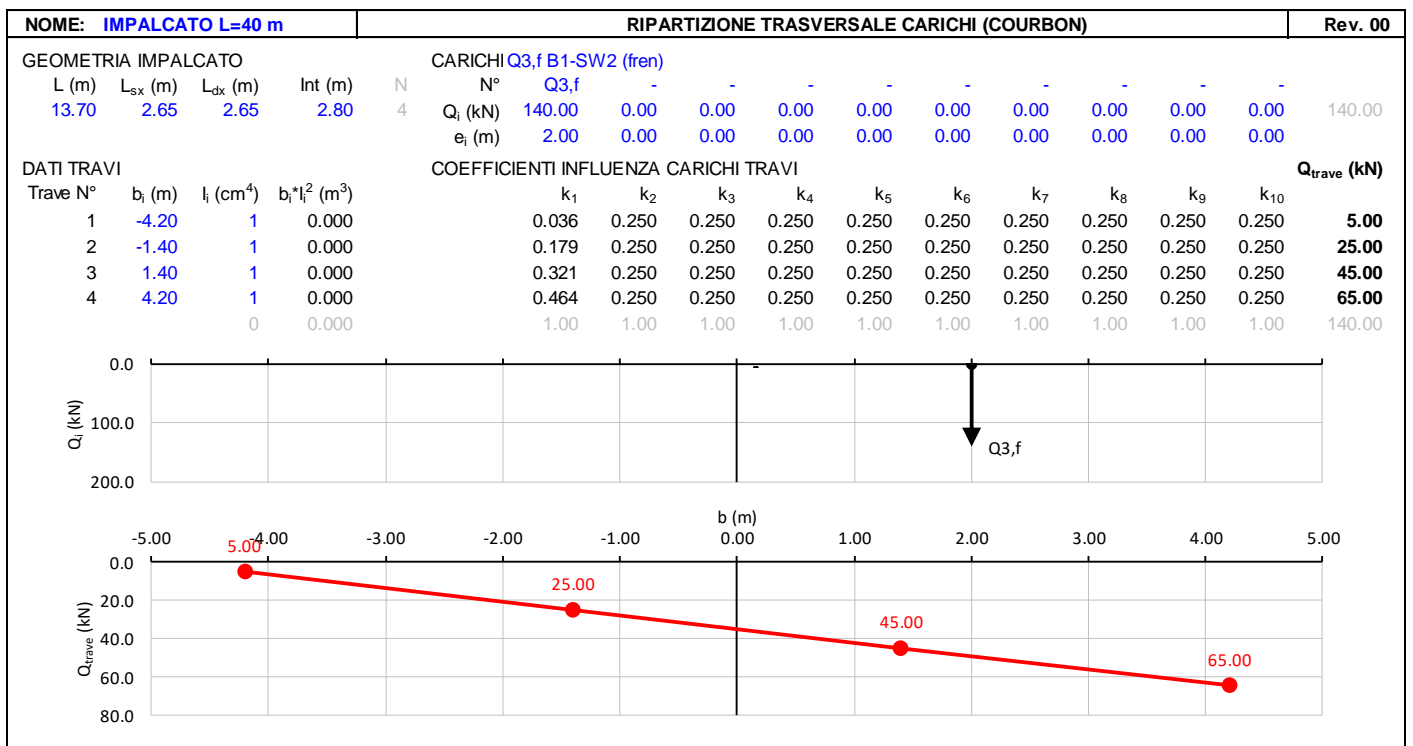 NOME: IMPALCATO L=40 m RIPARTIZIONE TRASVERSALE CARICHI (COURBON) Rev. 00
GEOMETRIA IMPALCATO CARICHI Q3,f B1-SW2 (fren)
L (m) Lsx (m) Ldx (m) Int (m) N N° Q3,f - - - - - - - - -
13.70 2.65 2.65 2.80 4 Qi (kN) 140.00 0.00 0.00 0.00 0.00 0.00 0.00 0.00 0.00 0.00 140.00
ei (m) 2.00 0.00 0.00 0.00 0.00 0.00 0.00 0.00 0.00 0.00
DATI TRAVI COEFFICIENTI INFLUENZA CARICHI TRAVI Qtrave (kN)
Trave N° bi (m) Ii (cm4) bi*Ii2 (m3) k1 k2 k3 k4 k5 k6 k7 k8 k9 k10
1 -4.20 1 0.000 0.036 0.250 0.250 0.250 0.250 0.250 0.250 0.250 0.250 0.250 5.00
2 -1.40 1 0.000 0.179 0.250 0.250 0.250 0.250 0.250 0.250 0.250 0.250 0.250 25.00
3 1.40 1 0.000 0.321 0.250 0.250 0.250 0.250 0.250 0.250 0.250 0.250 0.250 45.00
4 4.20 1 0.000 0.464 0.250 0.250 0.250 0.250 0.250 0.250 0.250 0.250 0.250 65.00
0 0.000 1.00 1.00 1.00 1.00 1.00 1.00 1.00 1.00 1.00 1.00 140.00
0.0
-
Qi (kN)
100.0
Q3,f
200.0
b (m)
-5.00 -4.00 -3.00 -2.00 -1.00 0.00 1.00 2.00 3.00 4.00 5.00
5.00
0.0
25.00
20.0
Qtrave (kN)
45.00
40.0
65.00
60.0
80.0